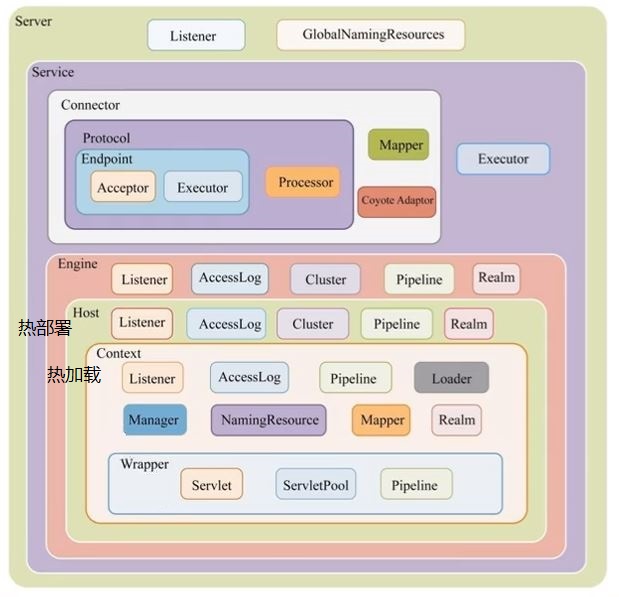 Server
Listener
GlobalNamingResources
Service
Connector
Protocol
Endpoint
Acceptor
Executor
Processor
Mapper
Coyote Adaptor
Executor
Engine
Listener
AccessLog
Cluster
Pipeline
Realm
热部署
Host
Listener
AccessLog
Cluster
Pipeline
Realm
热加载
Context
Listener
AccessLog
Pipeline
Loader
Manager
NamingResource
Mapper
Realm
Wrapper
Servlet
ServletPool
Pipeline